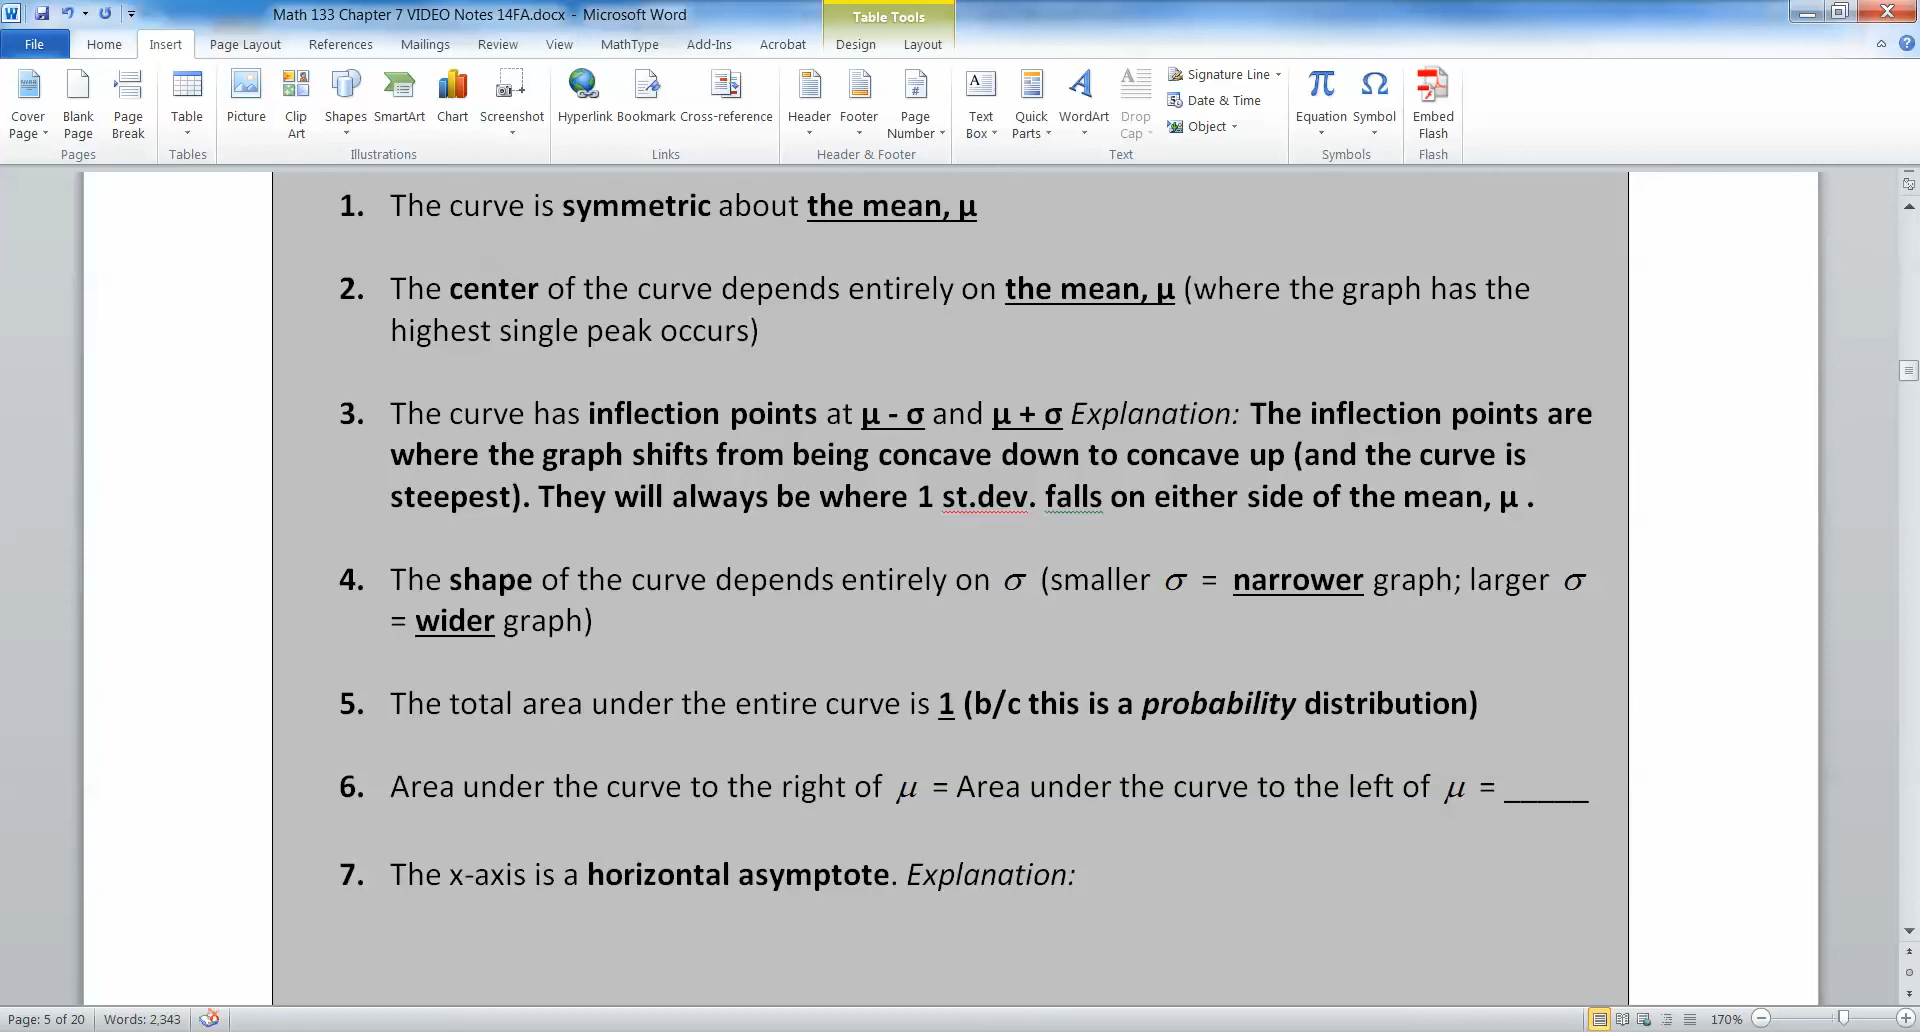 Math 133 Chapter 7 VIDEO Notes 14FA.docx - Microsoft Word
Table Tools
File Home Insert Page Layout References Mailings Review View MathType Add-Ins Acrobat Design Layout
Cover Page
Blank Page
Page Break
Table
Picture
Clip Art
Shapes
SmartArt
Chart
Screenshot
Hyperlink
Bookmark
Cross-reference
Header
Footer
Page Number
Text Box
Quick Parts
WordArt
Drop Cap
Signature Line
Date & Time
Object
Equation
Symbol
Embed Flash
Pages Tables Illustrations Links Header & Footer Text Symbols Flash
1. The curve is symmetric about the mean, μ
2. The center of the curve depends entirely on the mean, μ (where the graph has the
highest single peak occurs)
3. The curve has inflection points at μ - σ and μ + σ Explanation: The inflection points are
where the graph shifts from being concave down to concave up (and the curve is
steepest). They will always be where 1 st.dev. falls on either side of the mean, μ .
4. The shape of the curve depends entirely on σ (smaller σ = narrower graph; larger σ
= wider graph)
5. The total area under the entire curve is 1 (b/c this is a probability distribution)
6. Area under the curve to the right of μ = Area under the curve to the left of μ = _____
7. The x-axis is a horizontal asymptote. Explanation:
Page: 5 of 20 Words: 2,343 170%